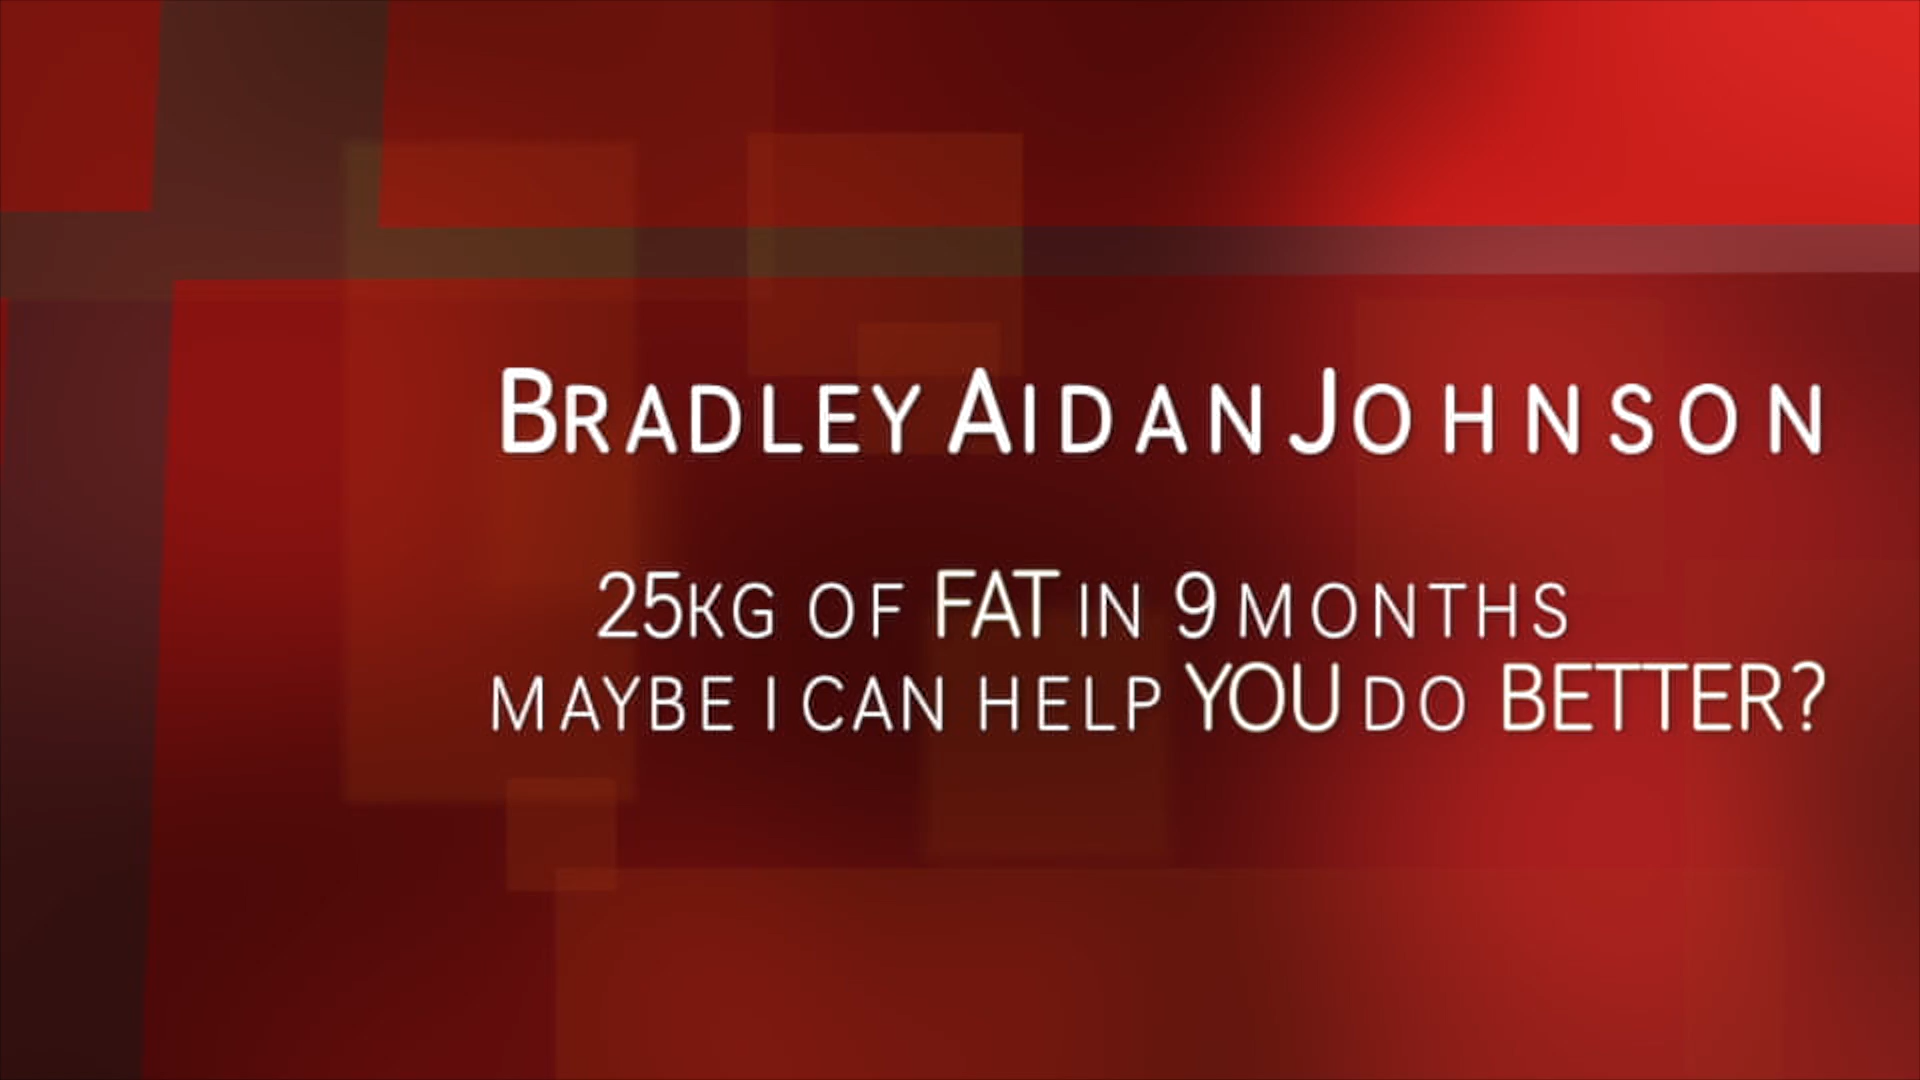 BRADLEY AIDAN JOHNSON
25KG OF FAT IN 9 MONTHS
MAYBE I CAN HELP YOU DO BETTER?